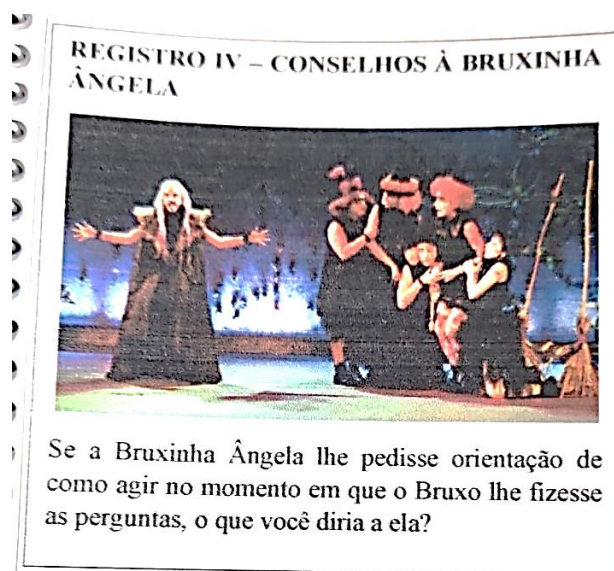 REGISTRO IV – CONSELHOS À BRUXINHA
ÂNGELA
Se a Bruxinha Ângela lhe pedisse orientação de
como agir no momento em que o Bruxo lhe fizesse
as perguntas, o que você diria a ela?